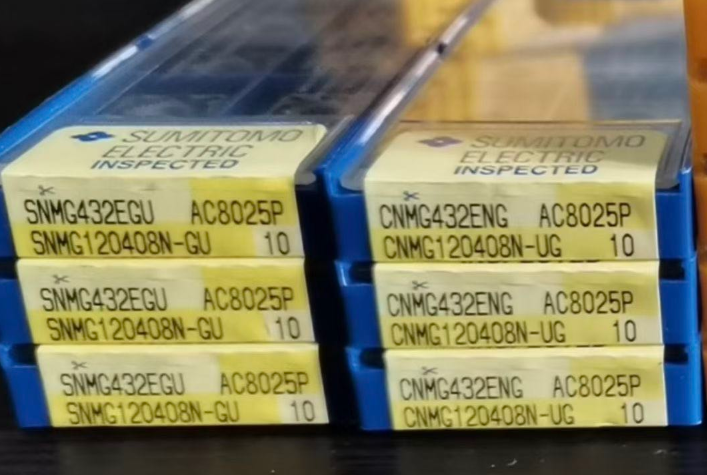 SUMITOMO
ELECTRIC
INSPECTED
SNMG432EGU AC8025P
SNMG120408N-GU 10
SNMG432EGU AC8025P
SNMG120408N-GU 10
SNMG432EGU AC8025P
SNMG120408N-GU 10
SUMITOMO
ELECTRIC
INSPECTED
CNMG432ENG AC8025P
CNMG120408N-UG 10
CNMG432ENG AC8025P
CNMG120408N-UG 10
CNMG432ENG AC8025P
CNMG120408N-UG 10